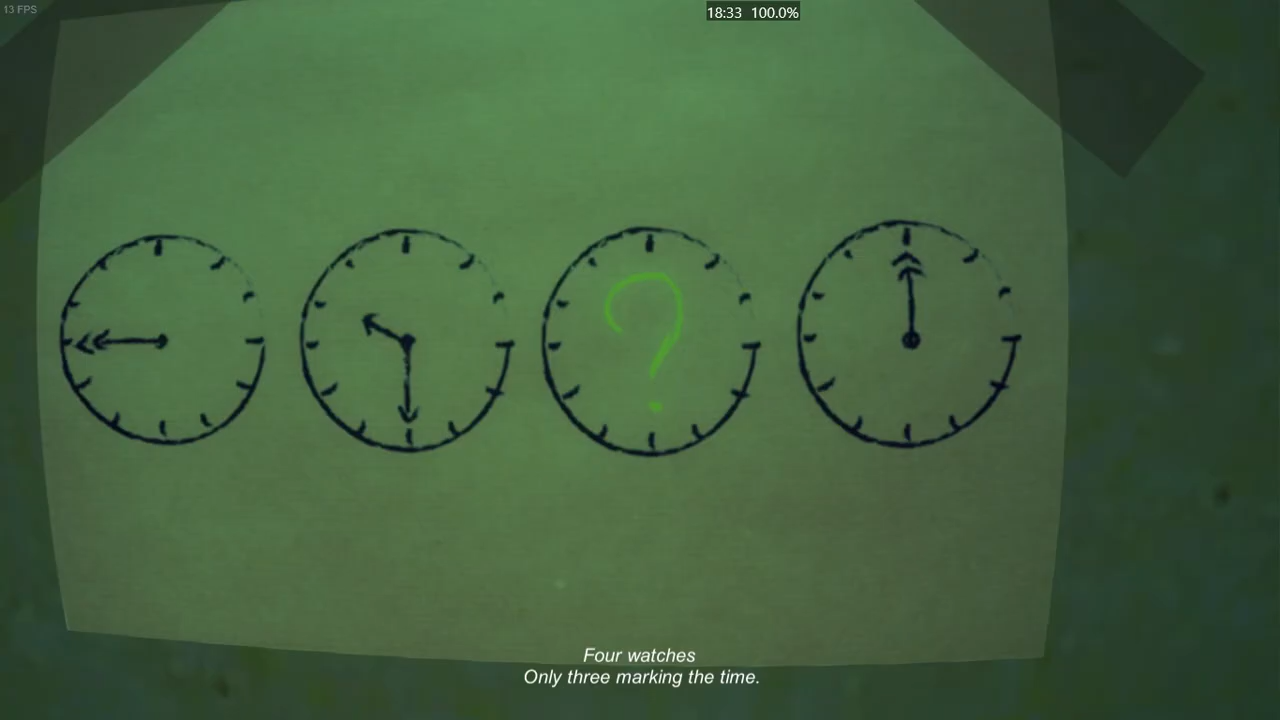 13 FPS
18:33 100.0%
?
Four watches
Only three marking the time.